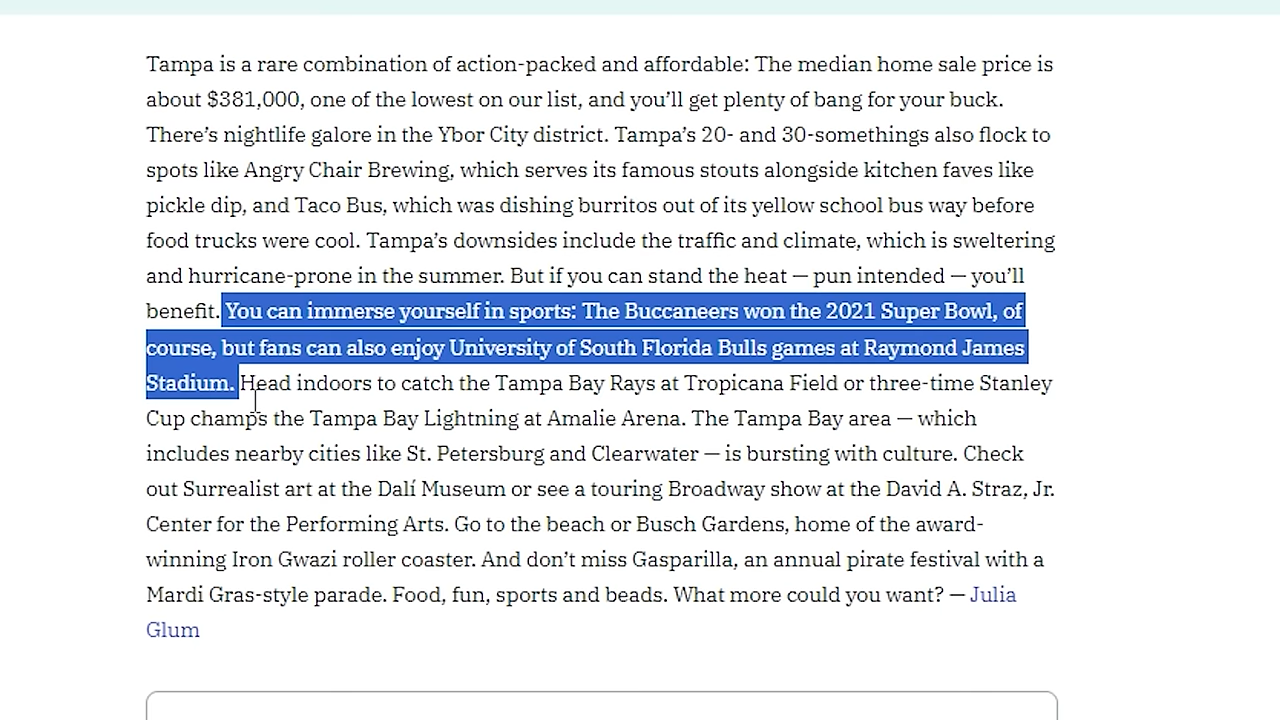 Tampa is a rare combination of action-packed and affordable: The median home sale price is
about $381,000, one of the lowest on our list, and you’ll get plenty of bang for your buck.
There’s nightlife galore in the Ybor City district. Tampa’s 20- and 30-somethings also flock to
spots like Angry Chair Brewing, which serves its famous stouts alongside kitchen faves like
pickle dip, and Taco Bus, which was dishing burritos out of its yellow school bus way before
food trucks were cool. Tampa’s downsides include the traffic and climate, which is sweltering
and hurricane-prone in the summer. But if you can stand the heat — pun intended — you’ll
benefit. You can immerse yourself in sports: The Buccaneers won the 2021 Super Bowl, of
course, but fans can also enjoy University of South Florida Bulls games at Raymond James
Stadium. Head indoors to catch the Tampa Bay Rays at Tropicana Field or three-time Stanley
Cup champs the Tampa Bay Lightning at Amalie Arena. The Tampa Bay area — which
includes nearby cities like St. Petersburg and Clearwater — is bursting with culture. Check
out Surrealist art at the Dalí Museum or see a touring Broadway show at the David A. Straz, Jr.
Center for the Performing Arts. Go to the beach or Busch Gardens, home of the award-
winning Iron Gwazi roller coaster. And don’t miss Gasparilla, an annual pirate festival with a
Mardi Gras-style parade. Food, fun, sports and beads. What more could you want? — Julia
Glum